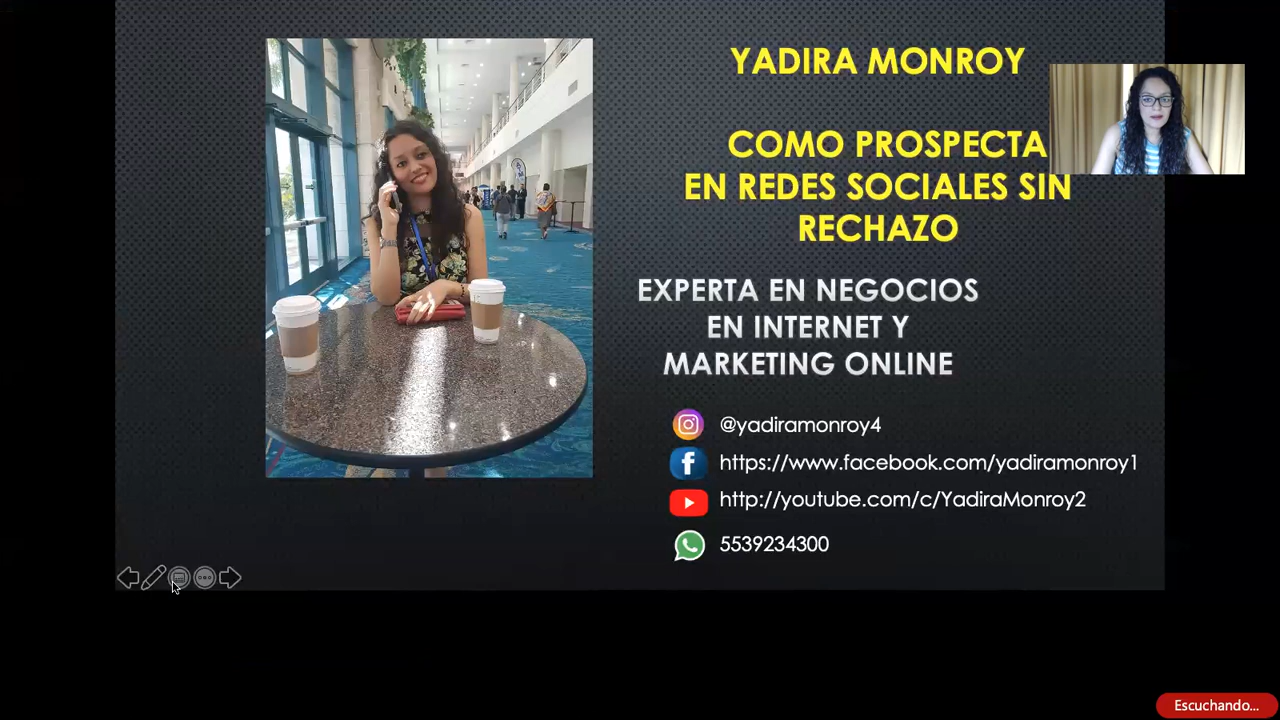 YADIRA MONROY
COMO PROSPECTA
EN REDES SOCIALES SIN
RECHAZO
EXPERTA EN NEGOCIOS
EN INTERNET Y
MARKETING ONLINE
@yadiramonroy4
https://www.facebook.com/yadiramonroy1
http://youtube.com/c/YadiraMonroy2
5539234300
Escuchando...